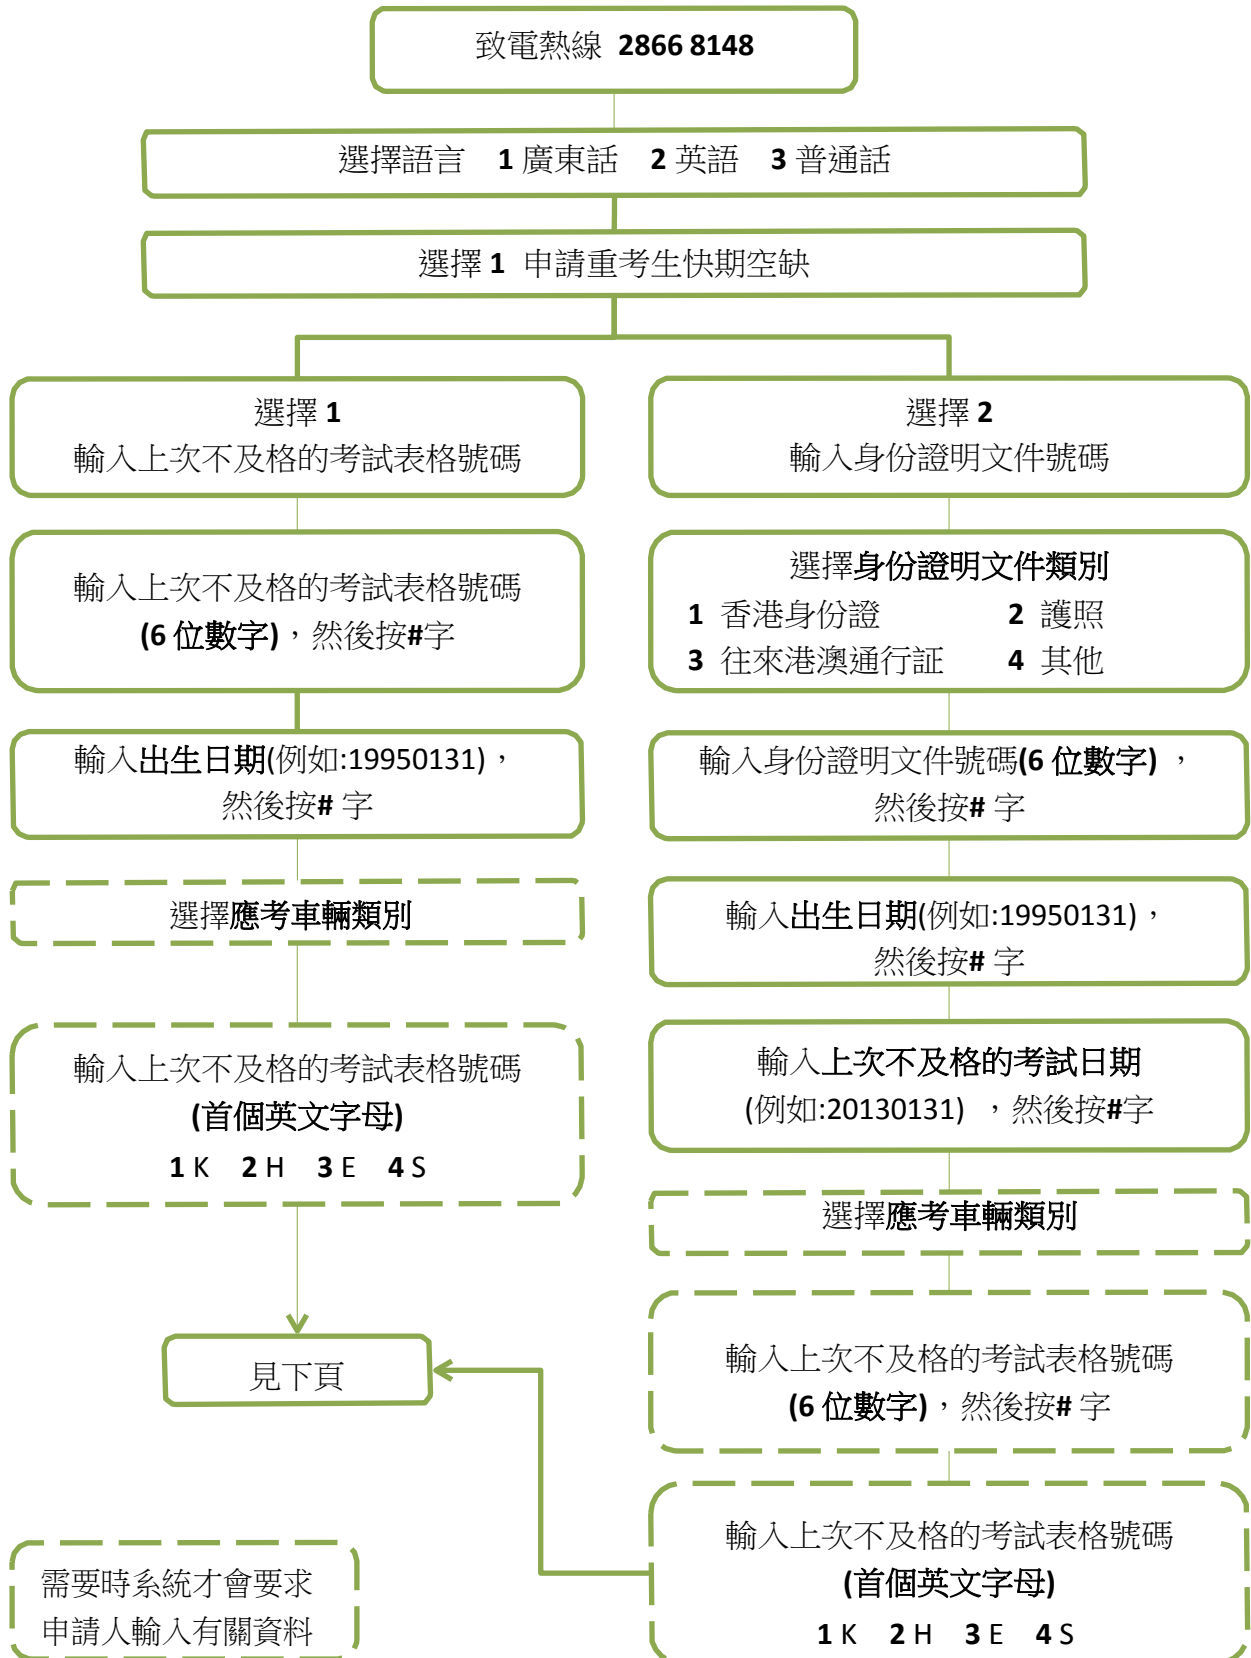 致電熱線 2866 8148
選擇語言 1 廣東話 2 英語 3 普通話
選擇 1 申請重考生快期空缺
選擇 1
輸入上次不及格的考試表格號碼
輸入上次不及格的考試表格號碼
(6 位數字)，然後按#字
輸入出生日期(例如:19950131)，
然後按# 字
選擇應考車輛類別
輸入上次不及格的考試表格號碼
(首個英文字母)
1 K 2 H 3 E 4 S
選擇 2
輸入身份證明文件號碼
選擇身份證明文件類別
1 香港身份證 2 護照
3 往來港澳通行証 4 其他
輸入身份證明文件號碼(6 位數字)，
然後按# 字
輸入出生日期(例如:19950131)，
然後按# 字
輸入上次不及格的考試日期
(例如:20130131) ，然後按#字
選擇應考車輛類別
輸入上次不及格的考試表格號碼
(6 位數字)，然後按# 字
輸入上次不及格的考試表格號碼
(首個英文字母)
1 K 2 H 3 E 4 S
見下頁
需要時系統才會要求
申請人輸入有關資料